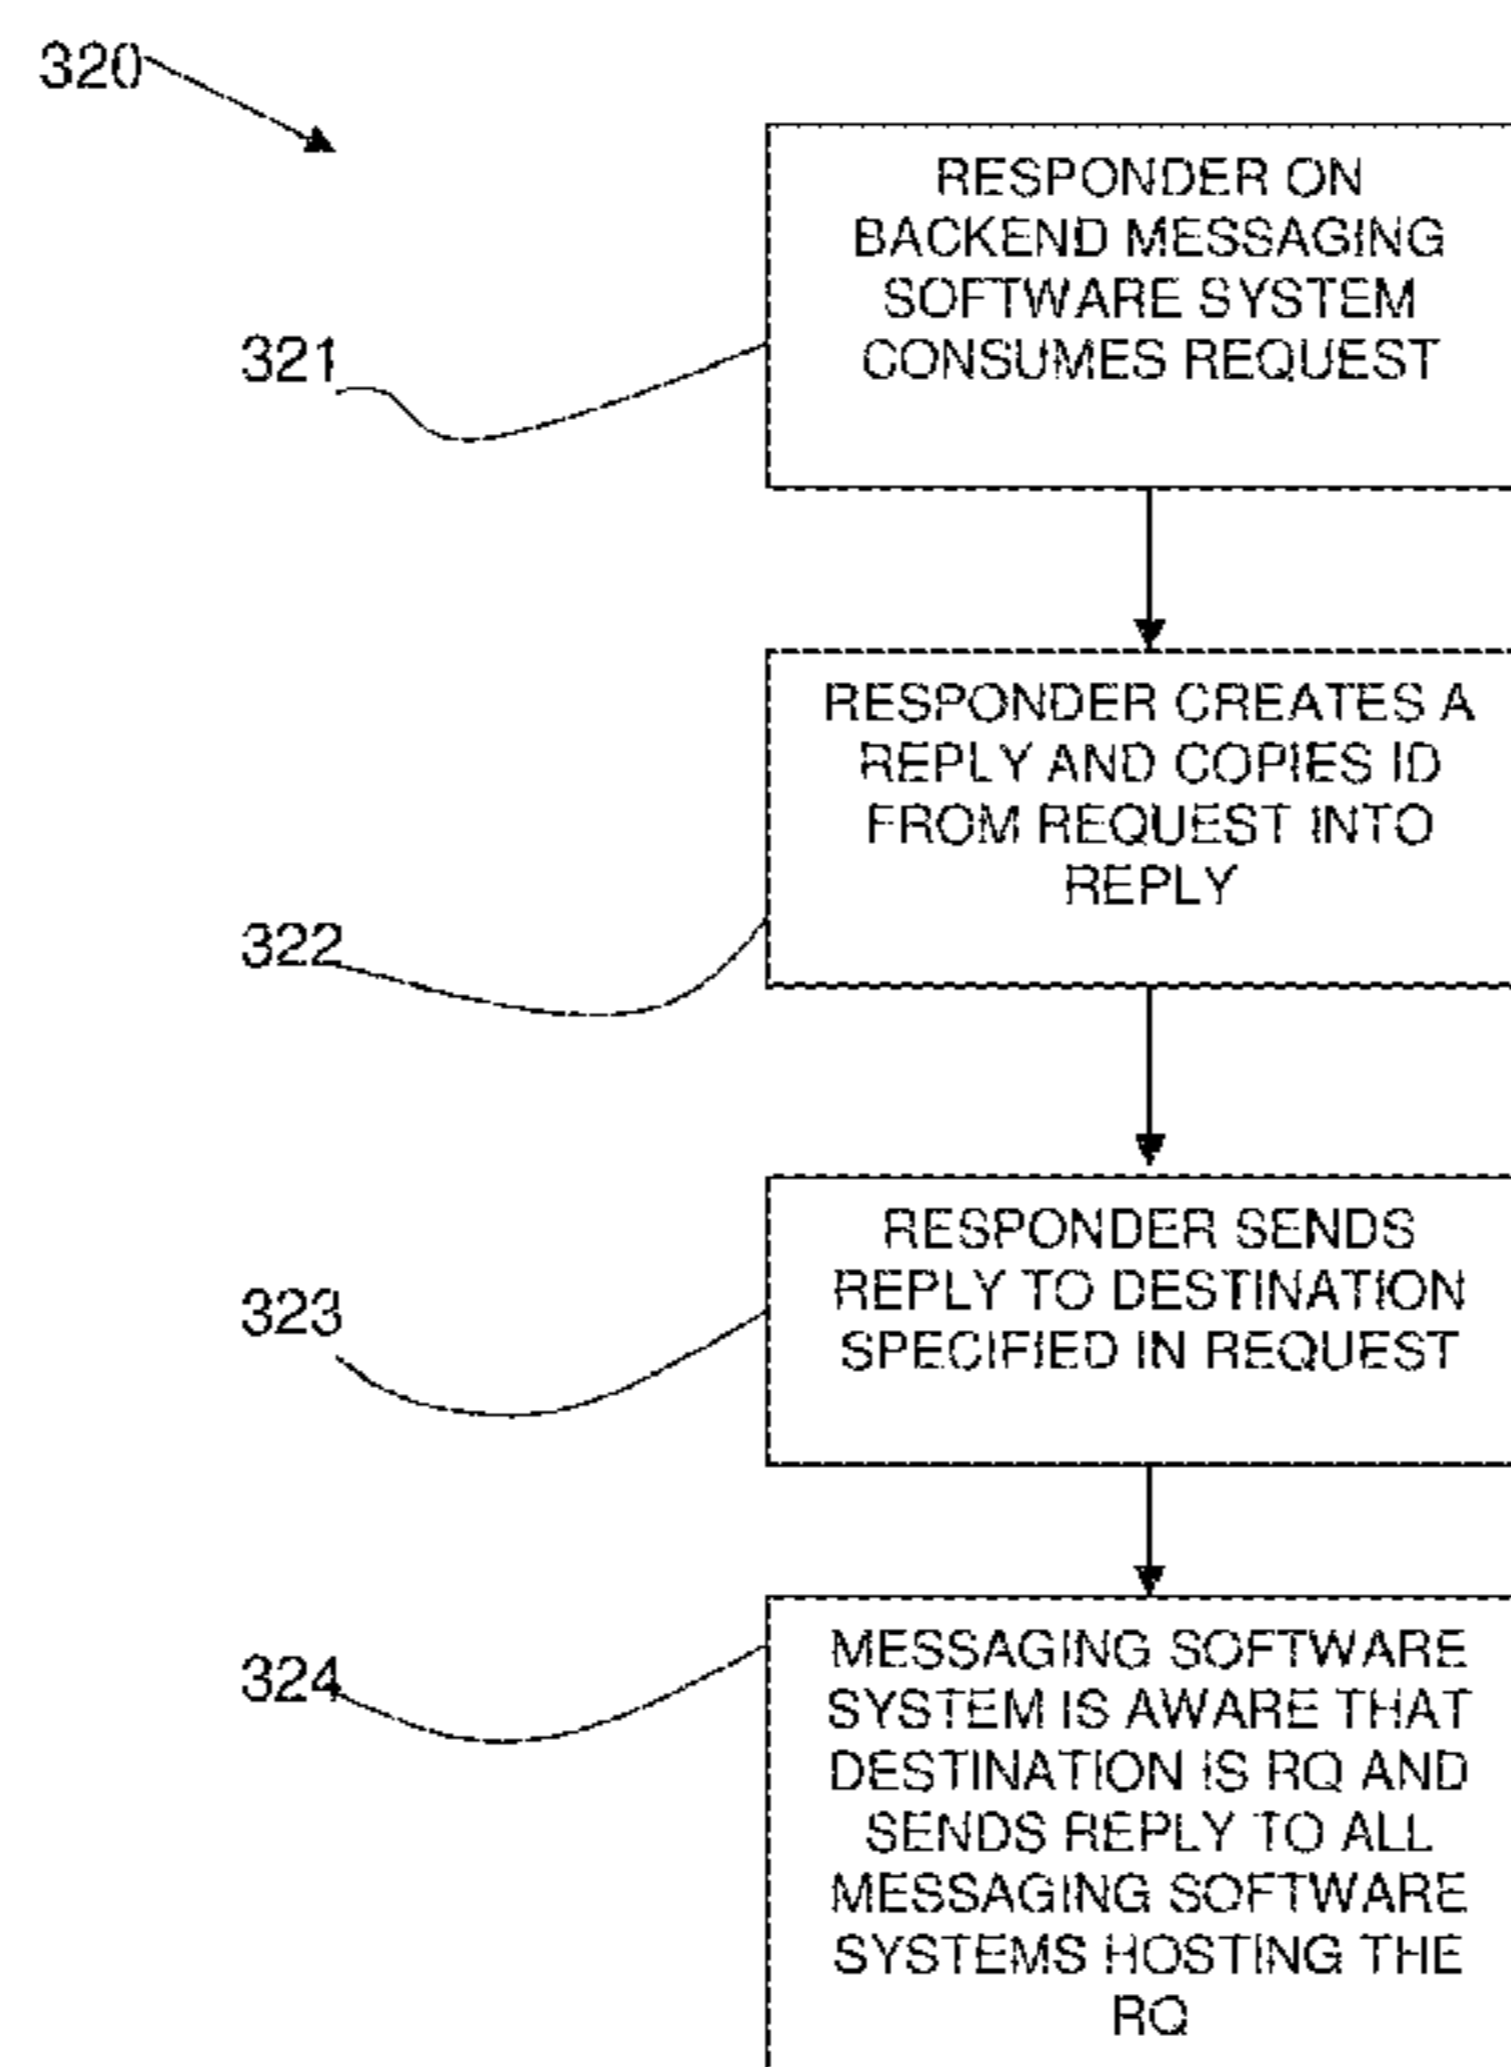 320
RESPONDER ON
BACKEND MESSAGING
SOFTWARE SYSTEM
CONSUMES REQUEST
321
RESPONDER CREATES A
REPLY AND COPIES ID
FROM REQUEST INTO
REPLY
322
RESPONDER SENDS
REPLY TO DESTINATION
SPECIFIED IN REQUEST
323
MESSAGING SOFTWARE
SYSTEM IS AWARE THAT
DESTINATION IS RQ AND
SENDS REPLY TO ALL
MESSAGING SOFTWARE
SYSTEMS HOSTING THE
RQ
324